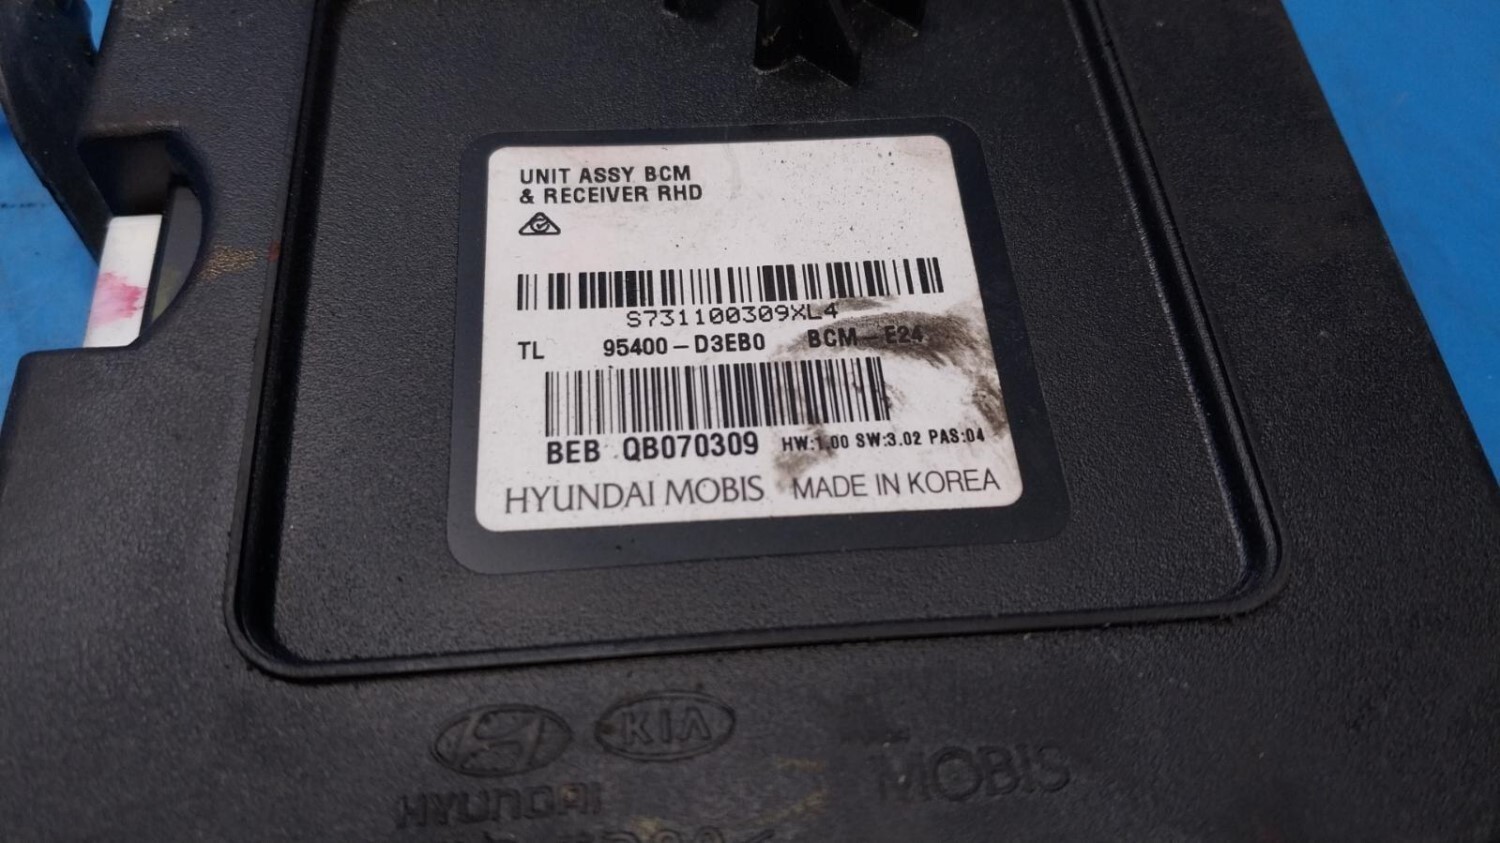 UNIT ASSY BCM
& RECEIVER RHD
S731100309XL4
TL 95400-D3EB0 BCM-E24
BEB QB070309 HW:1.00 SW:3.02 PAS:04
HYUNDAI MOBIS MADE IN KOREA
KIA
HYUNDAI
MOBIS